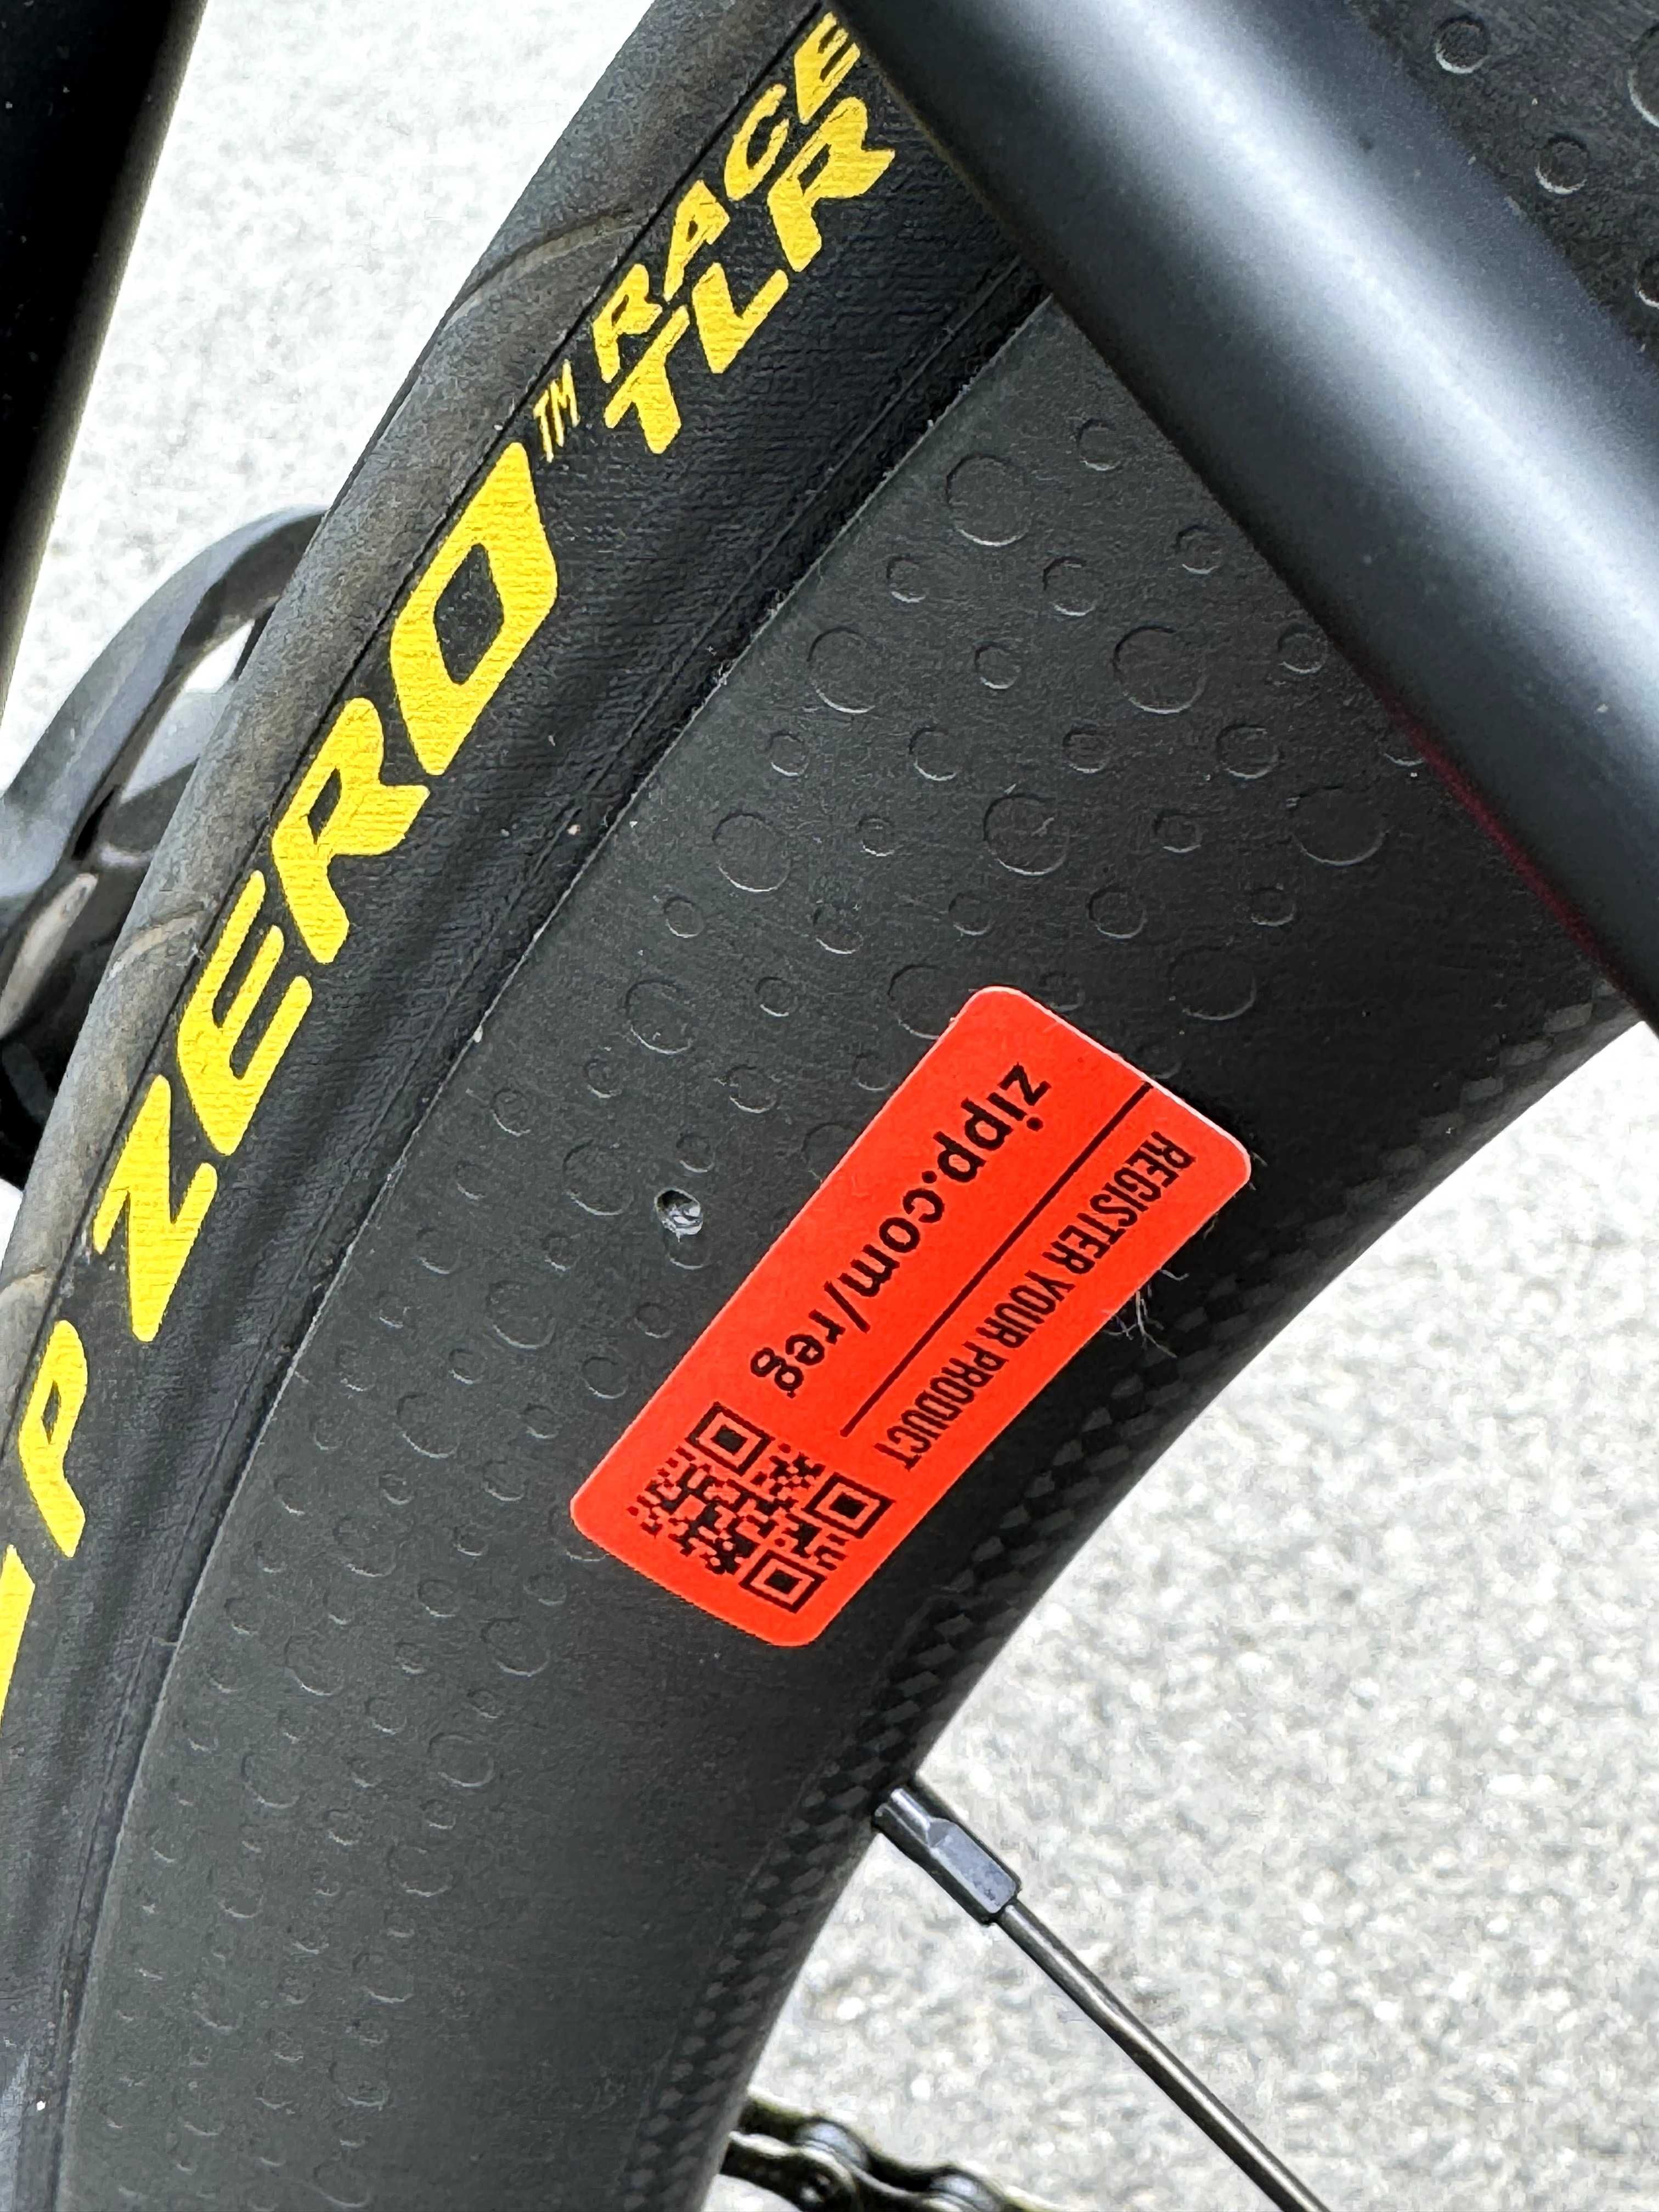 P ZERO™ RACE
TLR
REGISTER YOUR PRODUCT
zipp.com/reg